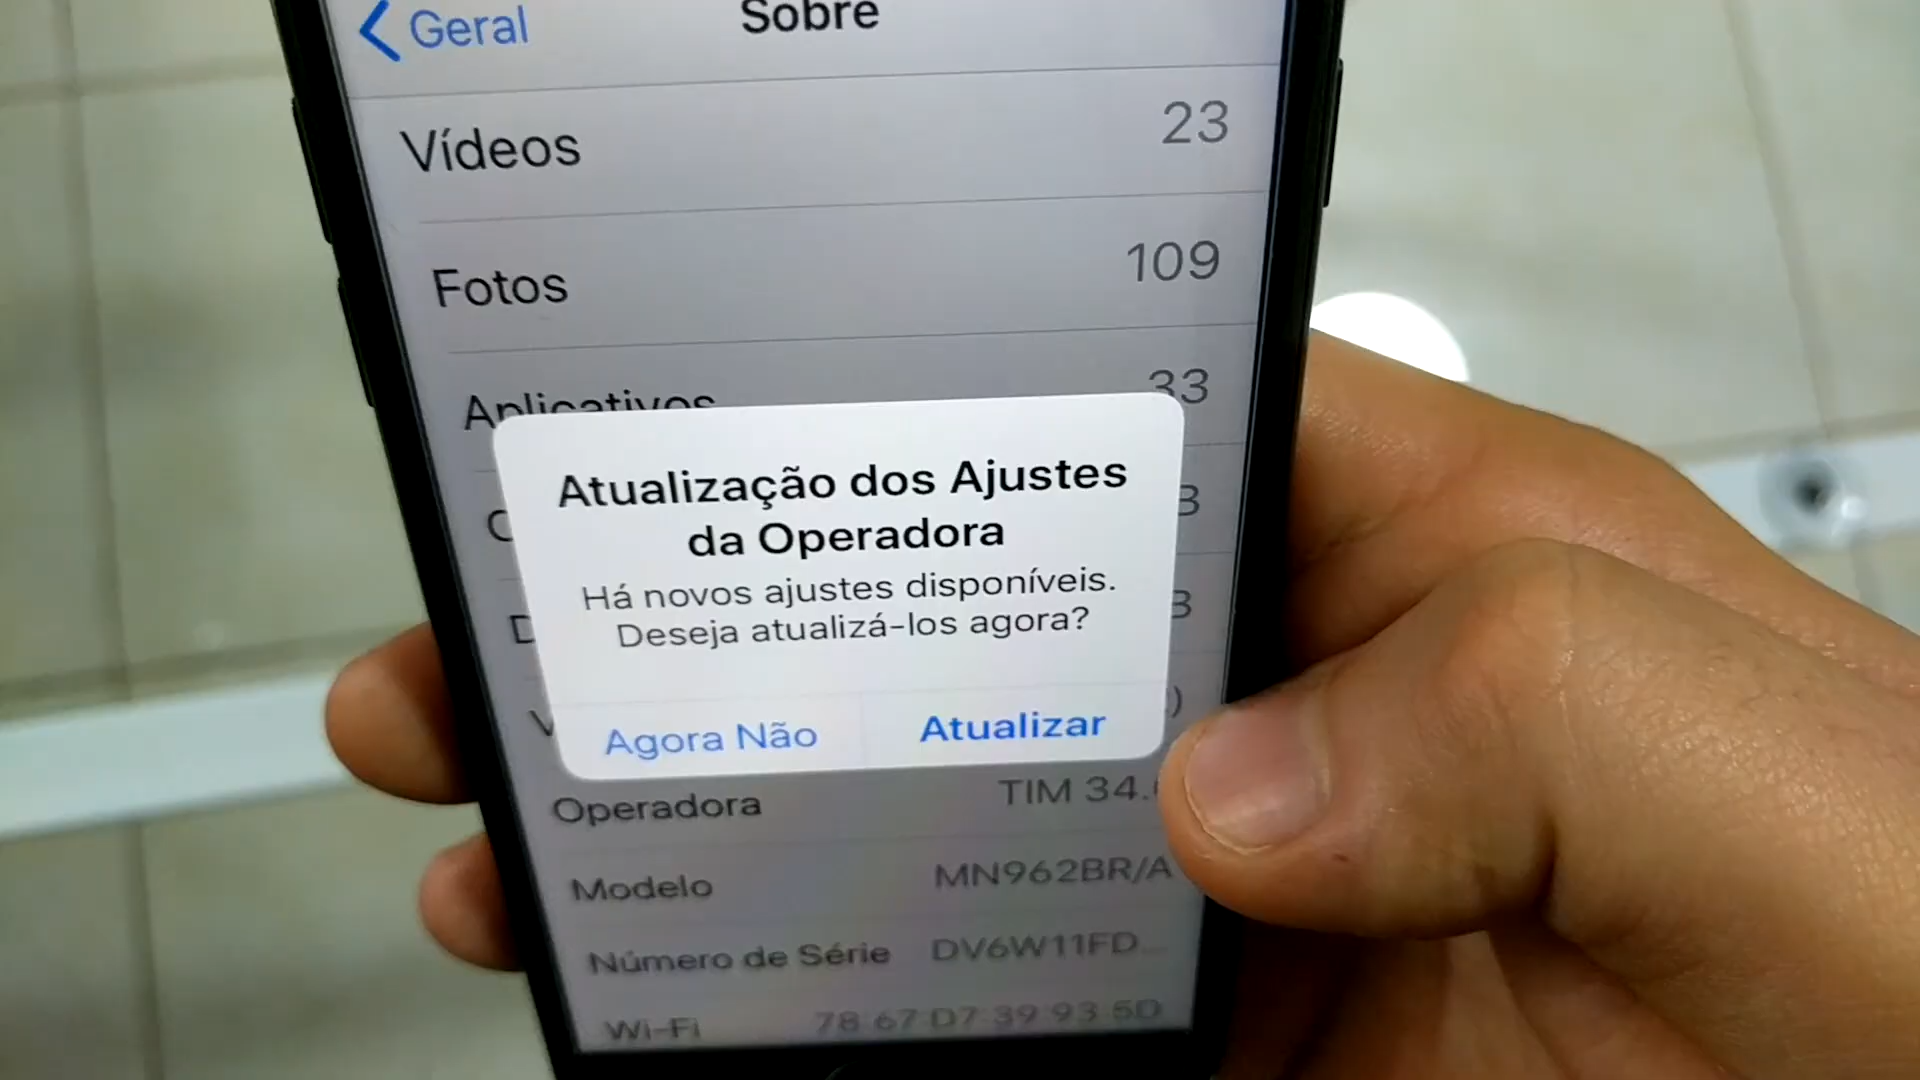 Geral
Sobre
Vídeos 23
Fotos 109
Aplicativos 33
Atualização dos Ajustes
da Operadora
Há novos ajustes disponíveis.
Deseja atualizá-los agora?
Agora Não Atualizar
Operadora TIM 34.
Modelo MN962BR/A
Número de Série DV6W11FD...
Wi-Fi 78 67 D7 39 93 5D